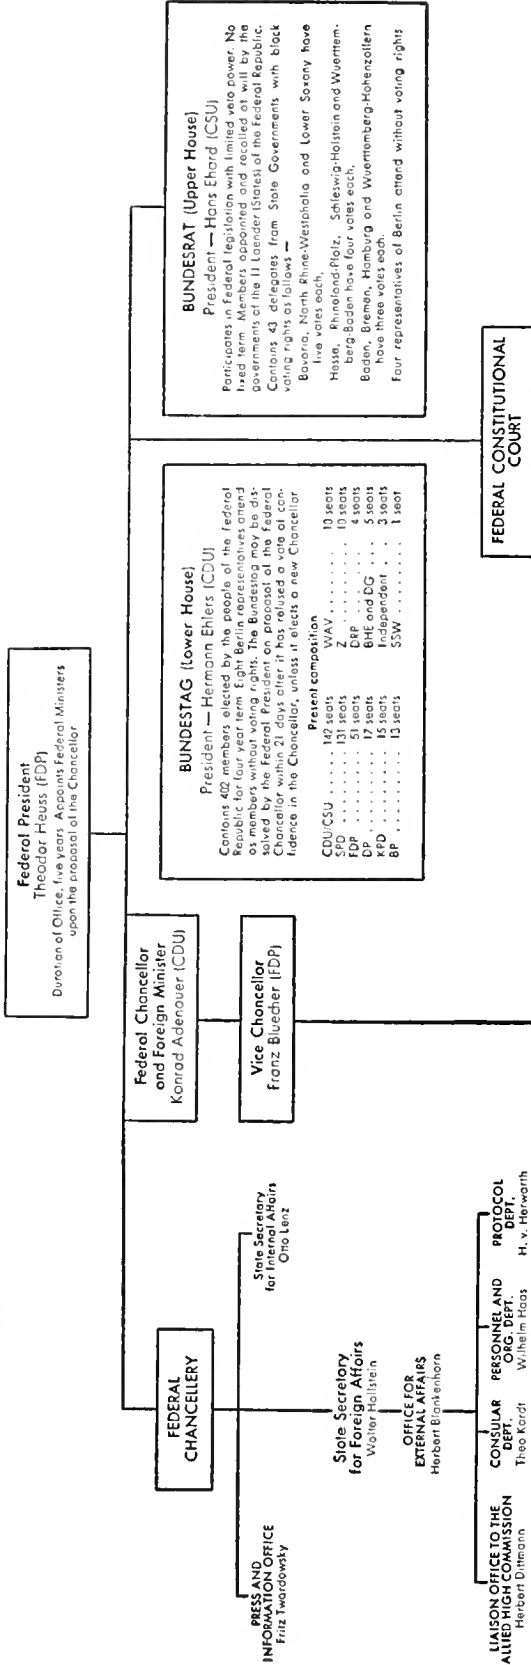 Federal President
Theodor Heuss (FDP)
Duration of Office, five years. Appoints Federal Ministers
upon the proposal of the Chancellor
FEDERAL
CHANCELLERY
Federal Chancellor
and Foreign Minister
Konrad Adenauer (CDU)
Vice Chancellor
Franz Bluecher (FDP)
BUNDESTAG (Lower House)
President — Hermann Ehlers (CDU)
Contains 402 members elected by the people of the Federal
Republic for four year term. Eight Berlin representatives attend
as members without voting rights. The Bundestag may be dis-
solved by the Federal President on proposal of the Federal
Chancellor within 21 days after it has refused a vote of con-
fidence in the Chancellor, unless it elects a new Chancellor
Present composition
CDU/CSU ..... 142 seats
SPD ........ 131 seats
FDP ........ 51 seats
DP ......... 17 seats
KPD ........ 15 seats
BP ......... 13 seats
WAV ........ 13 seats
Z .......... 10 seats
DRP ........ 4 seats
BHE and DG ... 5 seats
Independent .. 3 seats
SSW ........ 1 seat
BUNDESRAT (Upper House)
President — Hans Ehard (CSU)
Participates in Federal legislation with limited veto power. No
fixed term. Members appointed and recalled at will by the
governments of the 11 Laender (States) of the Federal Republic.
Contains 43 delegates from State Governments with block
voting rights as follows —
Bavaria, North Rhine-Westphalia and Lower Saxony have
five votes each.
Hesse, Rhineland-Pfalz, Schleswig-Holstein and Wuerttem-
berg-Baden have four votes each.
Baden, Bremen, Hamburg and Wuerttemberg-Hohenzollern
have three votes each.
Four representatives of Berlin attend without voting rights
FEDERAL CONSTITUTIONAL
COURT
PRESS AND
INFORMATION OFFICE
Fritz Twardowsky
State Secretary
for Internal Affairs
Otto Lenz
State Secretary
for Foreign Affairs
Walter Hallstein
OFFICE FOR
EXTERNAL AFFAIRS
Herbert Blankenhorn
LIAISON OFFICE TO THE
ALLIED HIGH COMMISSION
Herbert Dittmann
CONSULAR
DEPT.
Theo Kordt
PERSONNEL AND
ORG. DEPT.
Wilhelm Haas
PROTOCOL
DEPT.
H. v. Herwarth